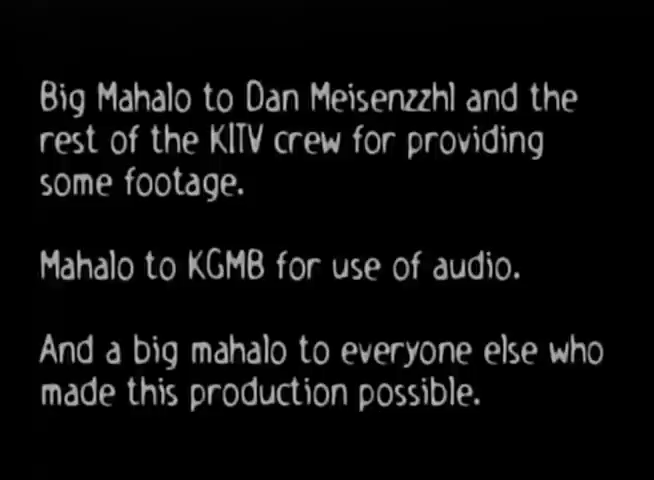 Big Mahalo to Dan Meisenzzhl and the
rest of the KITV crew for providing
some footage.
Mahalo to KGMB for use of audio.
And a big mahalo to everyone else who
made this production possible.